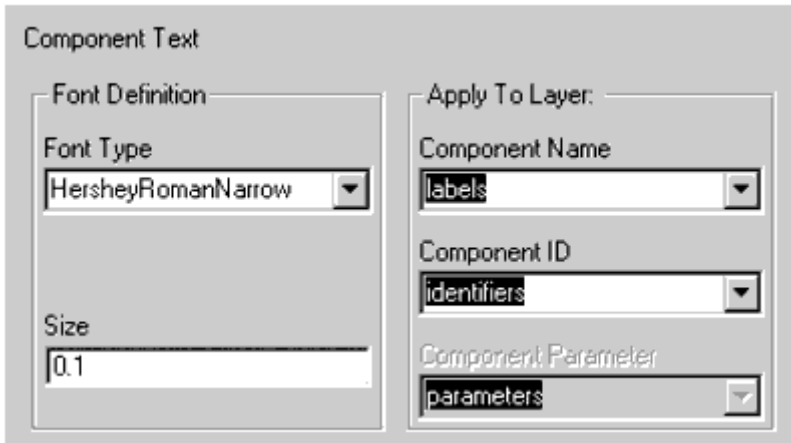 Component Text
Font Definition
Font Type
HersheyRomanNarrow
Size
0.1
Apply To Layer:
Component Name
labels
Component ID
identifiers
Component Parameter
parameters